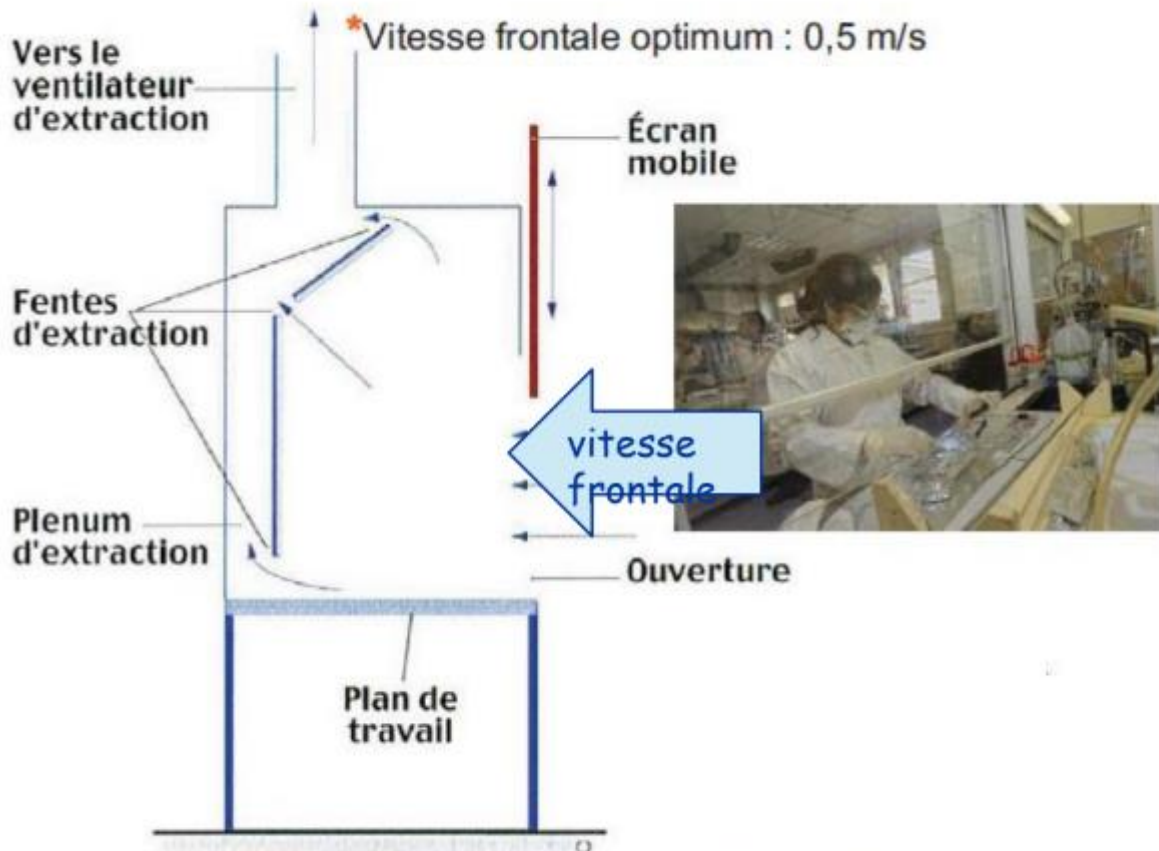 *Vitesse frontale optimum : 0,5 m/s
Vers le
ventilateur
d'extraction
Écran
mobile
Fentes
d'extraction
vitesse
frontale
Plenum
d'extraction
Ouverture
Plan de
travail